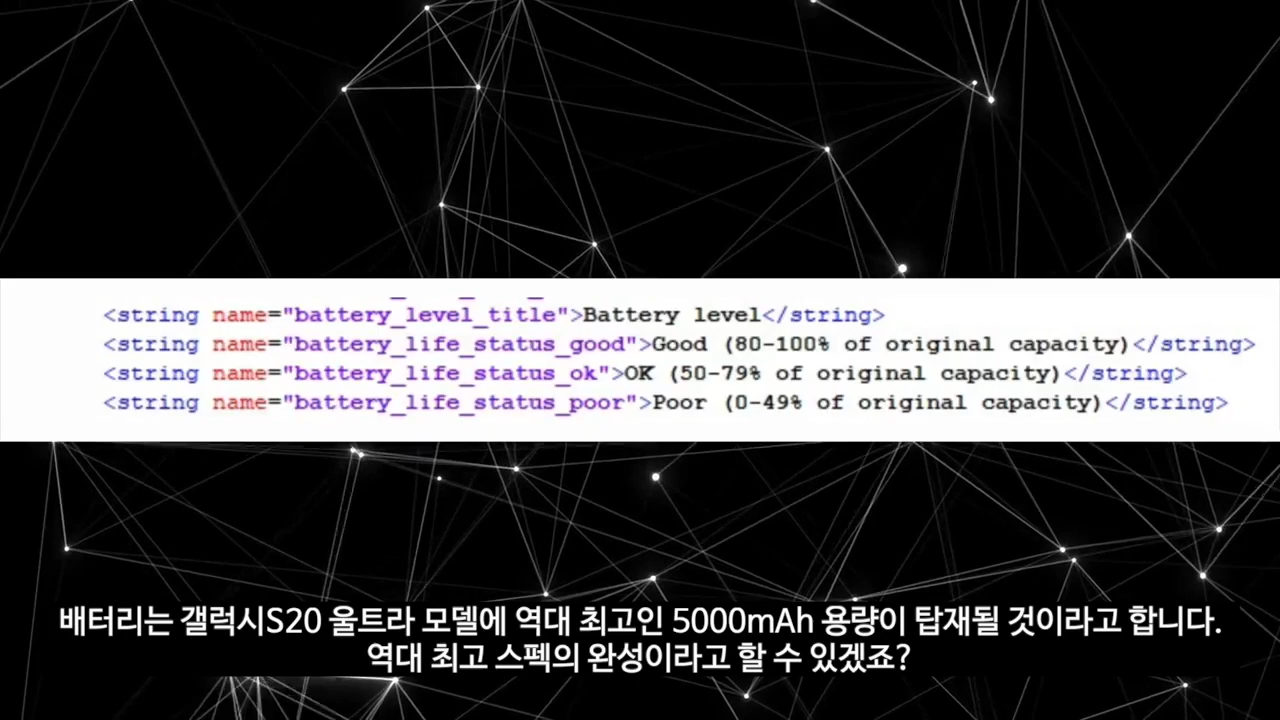 <string name="battery_level_title">Battery level</string>
<string name="battery_life_status_good">Good (80-100% of original capacity)</string>
<string name="battery_life_status_ok">OK (50-79% of original capacity)</string>
<string name="battery_life_status_poor">Poor (0-49% of original capacity)</string>
배터리는 갤럭시S20 울트라 모델에 역대 최고인 5000mAh 용량이 탑재될 것이라고 합니다.
역대 최고 스펙의 완성이라고 할 수 있겠죠?